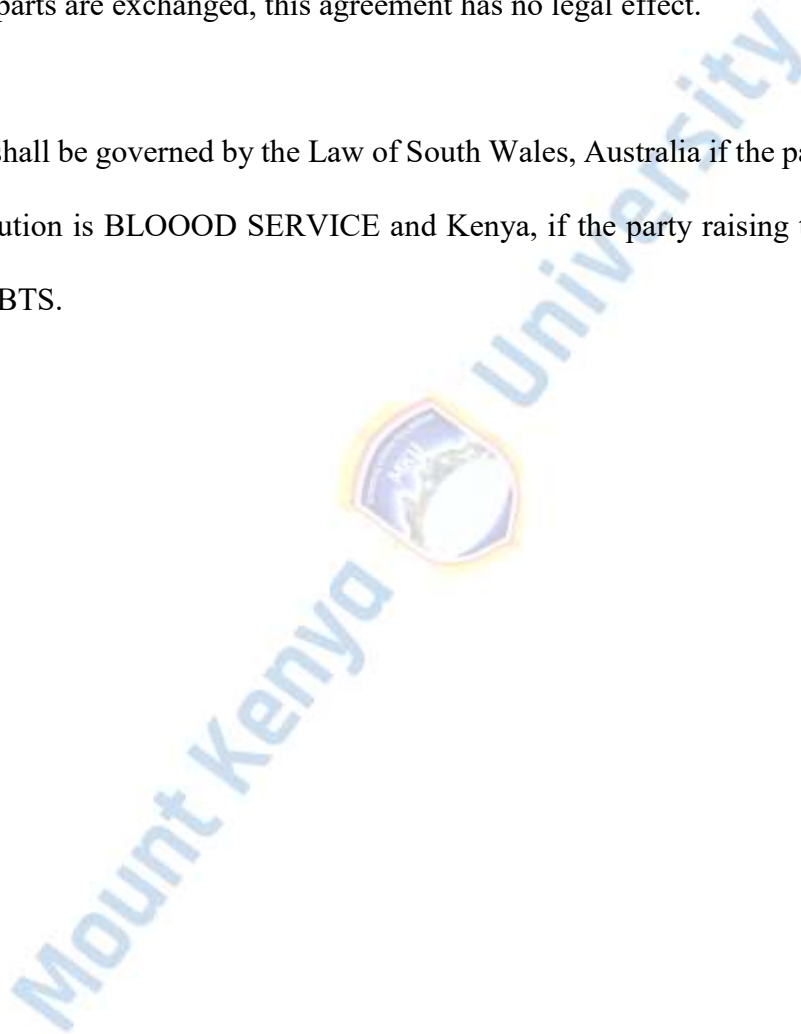 parts are exchanged, this agreement has no legal effect.
shall be governed by the Law of South Wales, Australia if the pa
ution is BLOOOD SERVICE and Kenya, if the party raising t
BTS.
Mount Kenya University
MKU